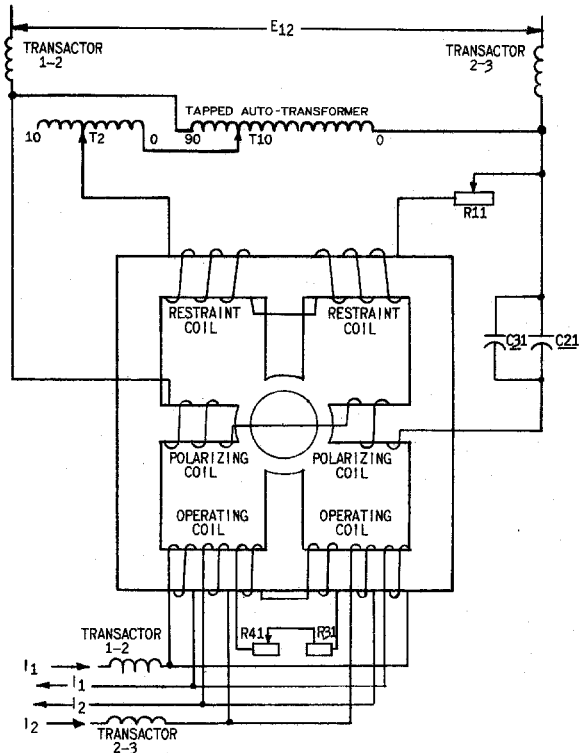 E12
TRANSACTOR
1-2
TRANSACTOR
2-3
TAPPED AUTO-TRANSFORMER
10 T2 0 90 T10 0
R11
RESTRAINT
COIL
RESTRAINT
COIL
C31 C21
POLARIZING
COIL
POLARIZING
COIL
OPERATING
COIL
OPERATING
COIL
TRANSACTOR
1-2
R41 R31
I1
I1
I2
I2
TRANSACTOR
2-3